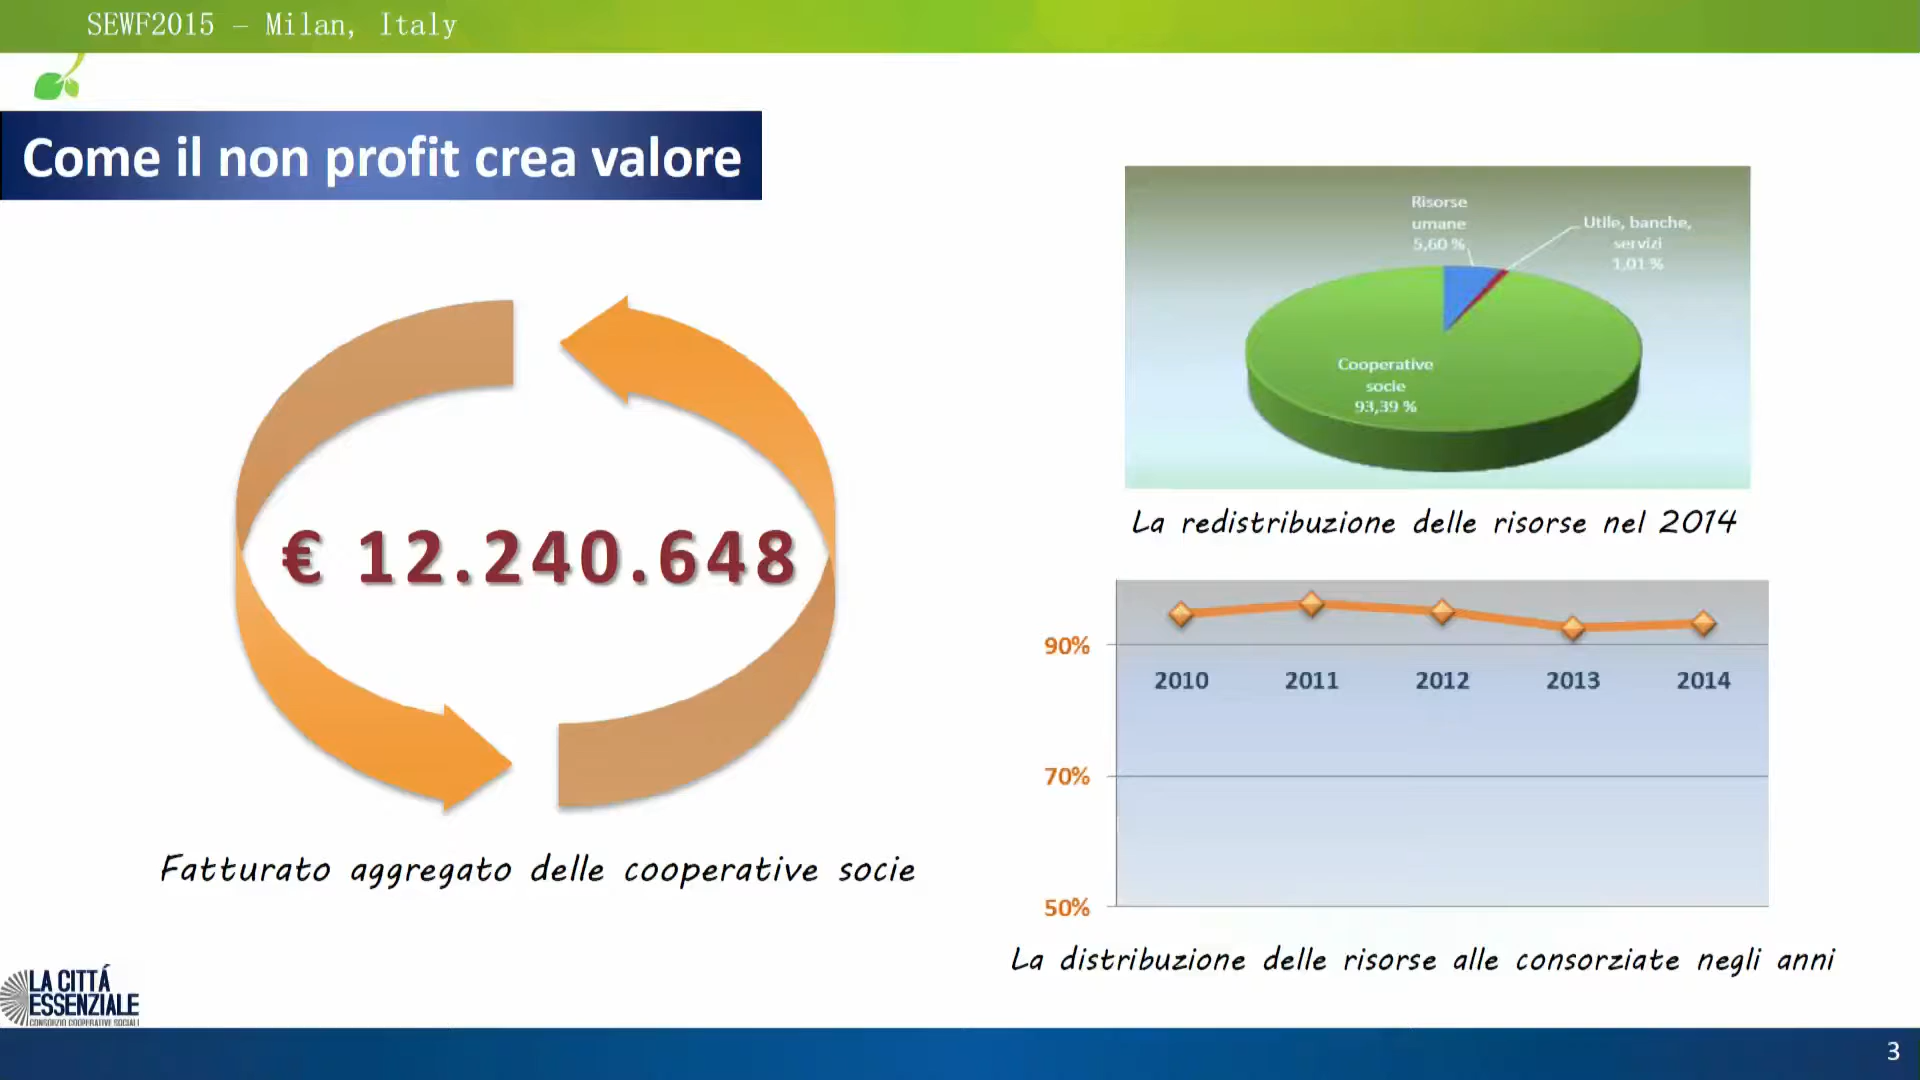 SEWF2015 – Milan, Italy
Come il non profit crea valore
€ 12.240.648
Fatturato aggregato delle cooperative socie
Risorse
umane
5,60 %
Utile, banche,
servizi
1,01 %
Cooperative
socie
93,39 %
La redistribuzione delle risorse nel 2014
90%
2010 2011 2012 2013 2014
70%
50%
La distribuzione delle risorse alle consorziate negli anni
LA CITTÁ
ESSENZIALE
CONSORZIO COOPERATIVE SOCIALI
3